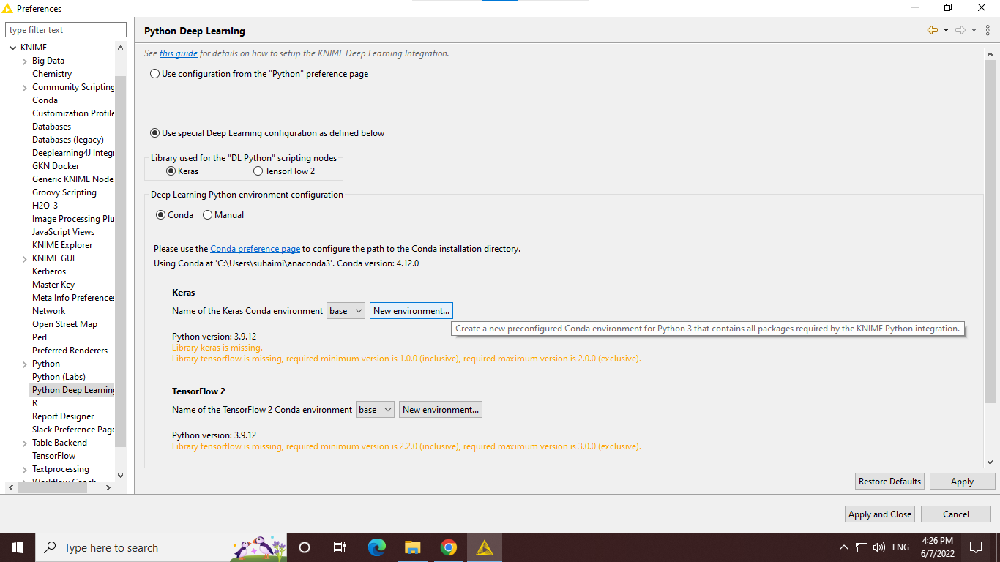 Preferences
type filter text
KNIME
Big Data
Chemistry
Community Scripting
Conda
Customization Profile
Databases
Databases (legacy)
Deeplearning4J Integr
GKN Docker
Generic KNIME Node
Groovy Scripting
H2O-3
Image Processing Plu
JavaScript Views
KNIME Explorer
KNIME GUI
Kerberos
Master Key
Meta Info Preferences
Network
Open Street Map
Perl
Preferred Renderers
Python
Python (Labs)
Python Deep Learning
R
Report Designer
Slack Preference Page
Table Backend
TensorFlow
Textprocessing
Workflow Coach
Python Deep Learning
See this guide for details on how to setup the KNIME Deep Learning Integration.
Use configuration from the "Python" preference page
Use special Deep Learning configuration as defined below
Library used for the "DL Python" scripting nodes
Keras TensorFlow 2
Deep Learning Python environment configuration
Conda Manual
Please use the Conda preference page to configure the path to the Conda installation directory.
Using Conda at 'C:\Users\suhaimi\anaconda3'. Conda version: 4.12.0
Keras
Name of the Keras Conda environment base New environment...
Create a new preconfigured Conda environment for Python 3 that contains all packages required by the KNIME Python integration.
Python version: 3.9.12
Library keras is missing.
Library tensorflow is missing, required minimum version is 1.0.0 (inclusive), required maximum version is 2.0.0 (exclusive).
TensorFlow 2
Name of the TensorFlow 2 Conda environment base New environment...
Python version: 3.9.12
Library tensorflow is missing, required minimum version is 2.2.0 (inclusive), required maximum version is 3.0.0 (exclusive).
Restore Defaults Apply
Apply and Close Cancel
Type here to search
ENG
4:26 PM
6/7/2022